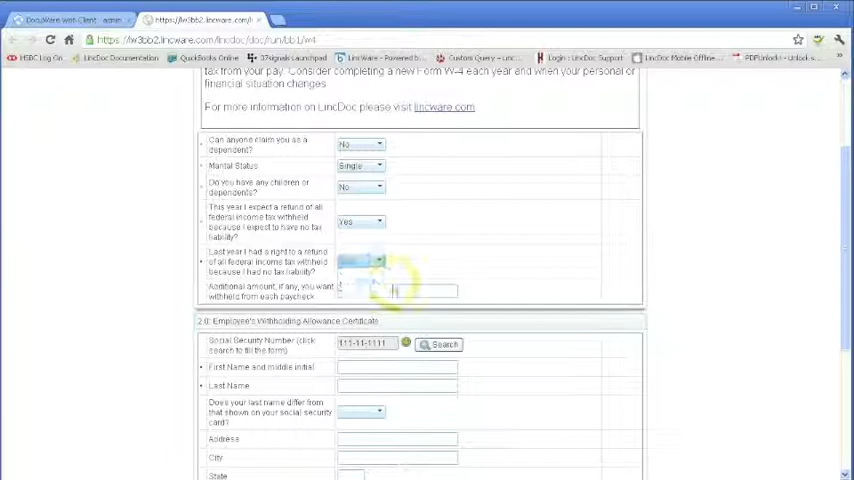 DocuWare Web Client - admin
https://lw3bb2.lincware.com/
https://lw3bb2.lincware.com/lincdoc/doc/run/bb1/w4
HSBC Log On
LincWare Documentation
QuickBooks Online
37signals Launchpad
LincWare - Powered b...
Custom Query – Linc...
Login : LincDoc Support
LincDoc Mobile Offline...
PDFUnlock! - Unlock s...
tax from your pay. Consider completing a new Form W-4 each year and when your personal or
financial situation changes.
For more information on LincDoc please visit lincware.com
Can anyone claim you as a
dependent?
No
Marital Status
Single
Do you have any children or
dependents?
No
This year I expect a refund of all
federal income tax withheld
because I expect to have no tax
liability?
Yes
Last year I had a right to a refund
of all federal income tax withheld
because I had no tax liability?
Additional amount, if any, you want
withheld from each paycheck
2.0: Employee's Withholding Allowance Certificate
Social Security Number (click
search to fill the form)
111-11-1111
Search
First Name and middle initial
Last Name
Does your last name differ from
that shown on your social security
card?
Address
City
State